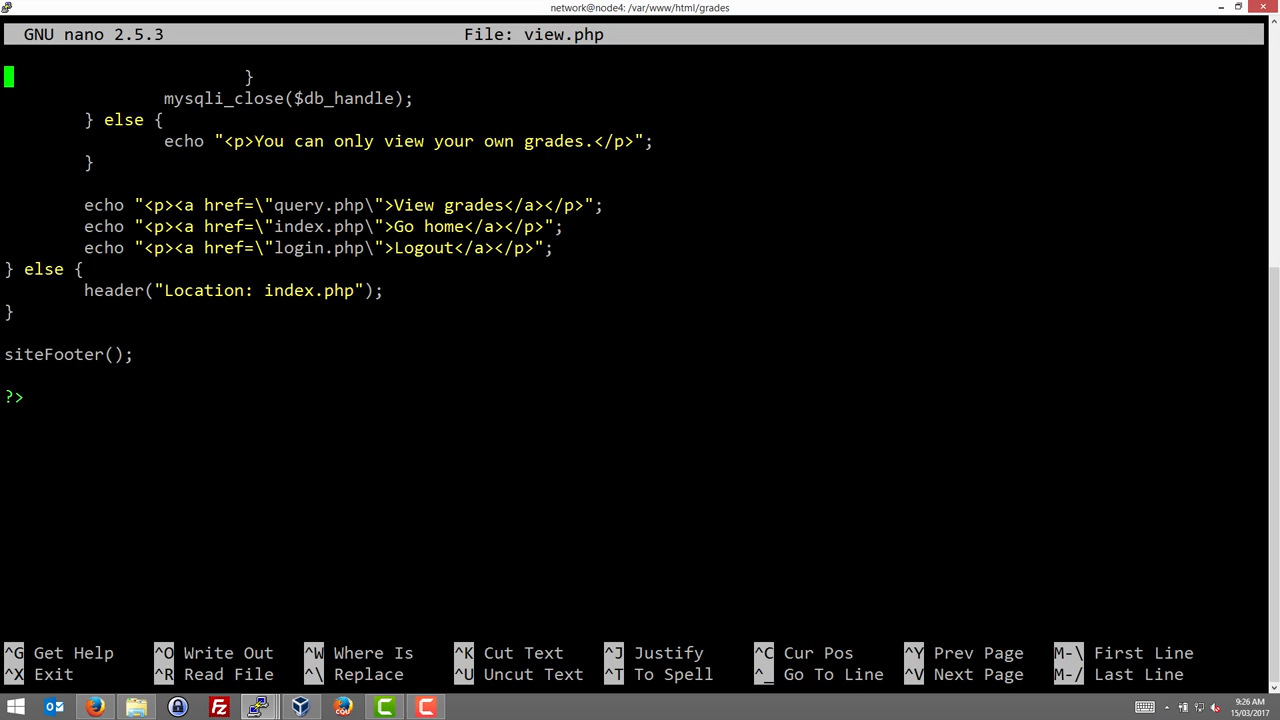 network@node4: /var/www/html/grades
GNU nano 2.5.3 File: view.php
}
mysqli_close($db_handle);
} else {
echo "<p>You can only view your own grades.</p>";
}
echo "<p><a href=\"query.php\">View grades</a></p>";
echo "<p><a href=\"index.php\">Go home</a></p>";
echo "<p><a href=\"login.php\">Logout</a></p>";
} else {
header("Location: index.php");
}
siteFooter();
?>
^G Get Help ^O Write Out ^W Where Is ^K Cut Text ^J Justify ^C Cur Pos ^Y Prev Page M-\ First Line
^X Exit ^R Read File ^\ Replace ^U Uncut Text ^T To Spell ^_ Go To Line ^V Next Page M-/ Last Line
9:26 AM
15/03/2017